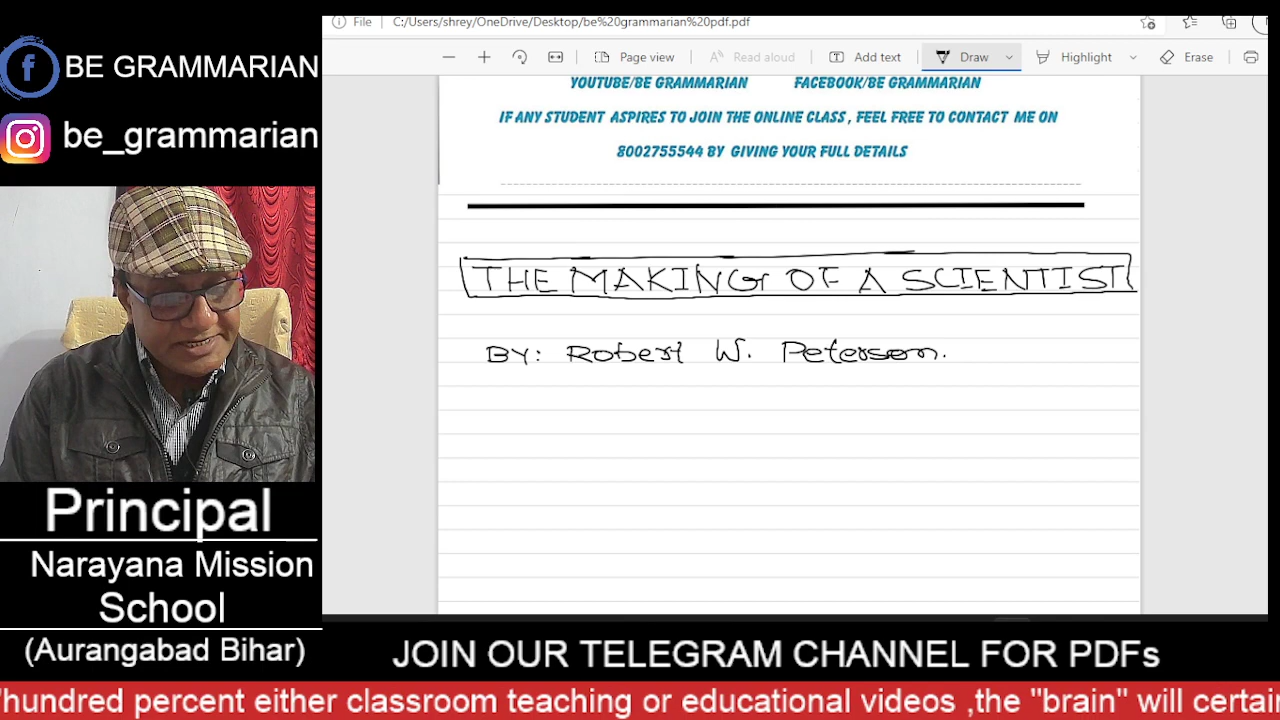 BE GRAMMARIAN
be_grammarian
Principal
Narayana Mission
School
(Aurangabad Bihar)
File C:/Users/shrey/OneDrive/Desktop/be%20grammarian%20pdf.pdf
Page view Read aloud Add text Draw Highlight Erase
YOUTUBE/BE GRAMMARIAN FACEBOOK/BE GRAMMARIAN
IF ANY STUDENT ASPIRES TO JOIN THE ONLINE CLASS, FEEL FREE TO CONTACT ME ON
8002755544 BY GIVING YOUR FULL DETAILS
THE MAKING OF A SCIENTIST
BY: Robert W. Peterson.
JOIN OUR TELEGRAM CHANNEL FOR PDFs
"hundred percent either classroom teaching or educational videos ,the "brain" will certain